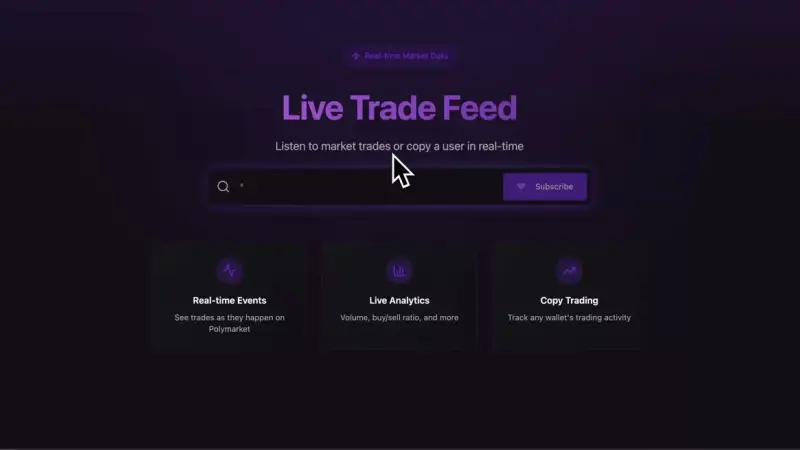 Real-time Market Data
Live Trade Feed
Listen to market trades or copy a user in real-time
Subscribe
Real-time Events
See trades as they happen on
Polymarket
Live Analytics
Volume, buy/sell ratio, and more
Copy Trading
Track any wallet's trading activity